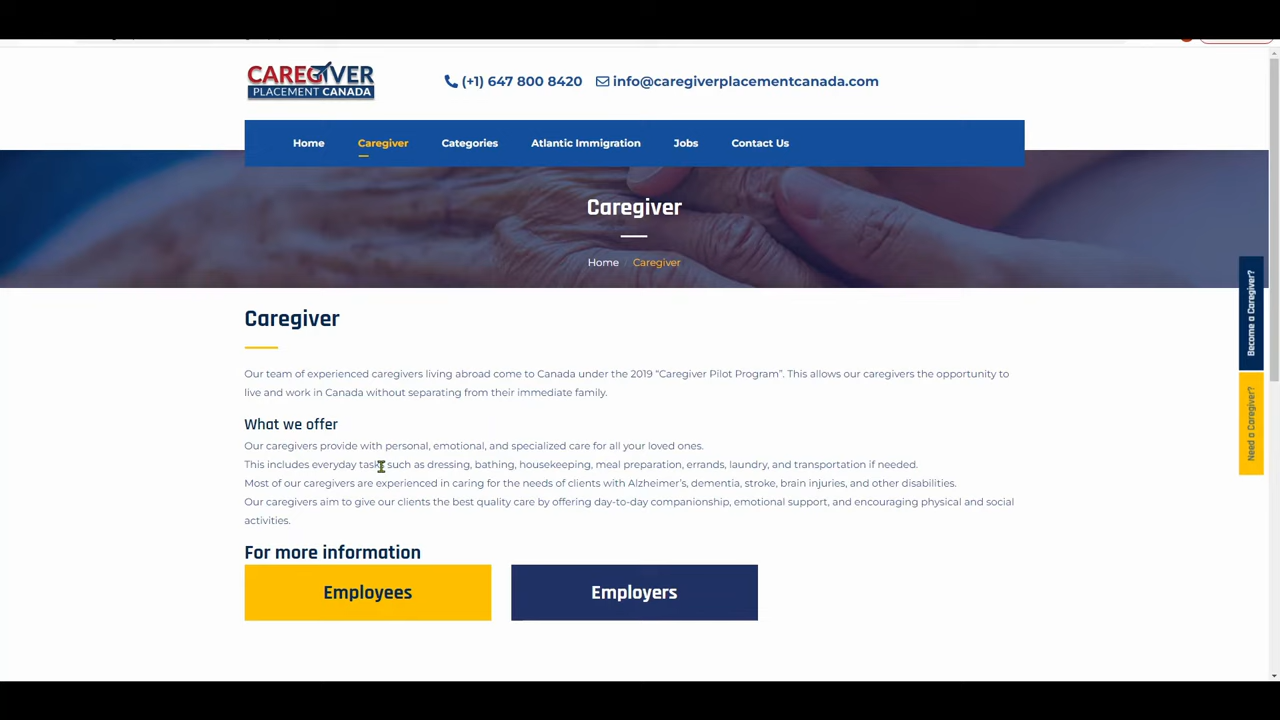 CAREGIVER
PLACEMENT CANADA
(+1) 647 800 8420 info@caregiverplacementcanada.com
Home Caregiver Categories Atlantic Immigration Jobs Contact Us
Caregiver
Home Caregiver
Become a Caregiver?
Need a Caregiver?
Caregiver
Our team of experienced caregivers living abroad come to Canada under the 2019 “Caregiver Pilot Program”. This allows our caregivers the opportunity to
live and work in Canada without separating from their immediate family.
What we offer
Our caregivers provide with personal, emotional, and specialized care for all your loved ones.
This includes everyday tasks such as dressing, bathing, housekeeping, meal preparation, errands, laundry, and transportation if needed.
Most of our caregivers are experienced in caring for the needs of clients with Alzheimer’s, dementia, stroke, brain injuries, and other disabilities.
Our caregivers aim to give our clients the best quality care by offering day-to-day companionship, emotional support, and encouraging physical and social
activities.
For more information
Employees Employers